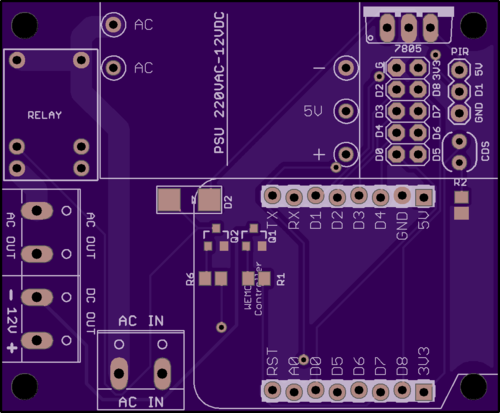 AC
AC
PSU 220VAC-12VDC
-
5V
+
RELAY
7805
PIR
G
3V3
D2
D8
D3
D7
D4
D6
D0
D5
5V
D1
GND
CDS
R2
D2
TX
RX
D1
D2
D3
D4
GND
5V
Q2
Q1
R6
R1
Controller
AC OUT
AC OUT
DC OUT
- 12V +
AC IN
AC IN
RST
A0
D0
D5
D6
D7
D8
3V3